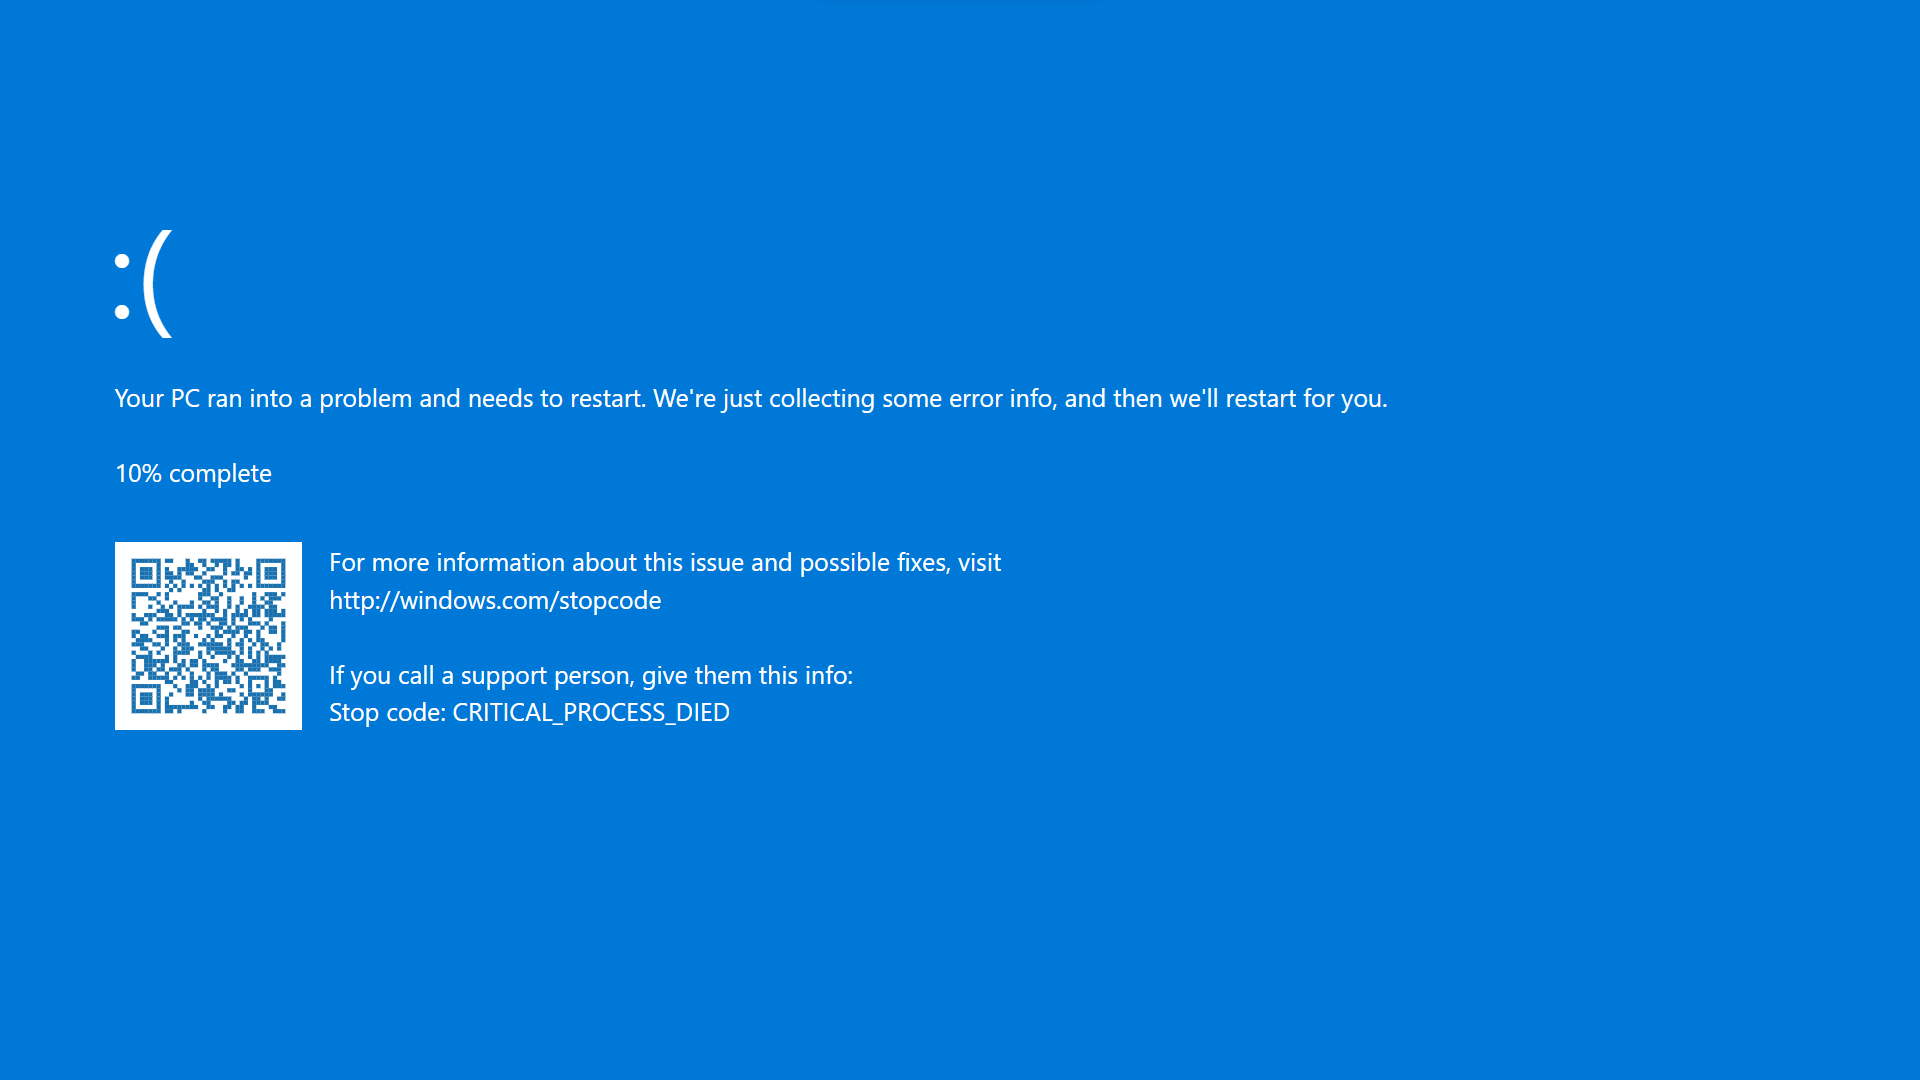 :(
Your PC ran into a problem and needs to restart. We're just collecting some error info, and then we'll restart for you.
10% complete
For more information about this issue and possible fixes, visit
http://windows.com/stopcode
If you call a support person, give them this info:
Stop code: CRITICAL_PROCESS_DIED